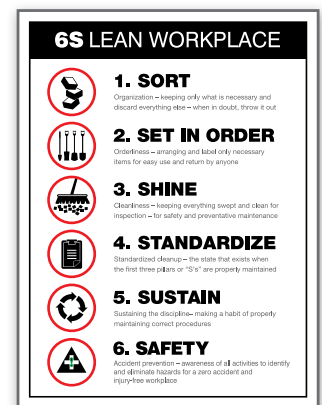 6S LEAN WORKPLACE
1. SORT
Organization – keeping only what is necessary and
discard everything else – when in doubt, throw it out
2. SET IN ORDER
Orderliness – arranging and label only necessary
items for easy use and return by anyone
3. SHINE
Cleanliness – keeping everything swept and clean for
inspection – for safety and preventative maintenance
4. STANDARDIZE
Standardized cleanup – the state that exists when
the first three pillars or "S's" are properly maintained
5. SUSTAIN
Sustaining the discipline– making a habit of properly
maintaining correct procedures
6. SAFETY
Accident prevention – awareness of all activities to identify
and eliminate hazards for a zero accident and
injury-free workplace